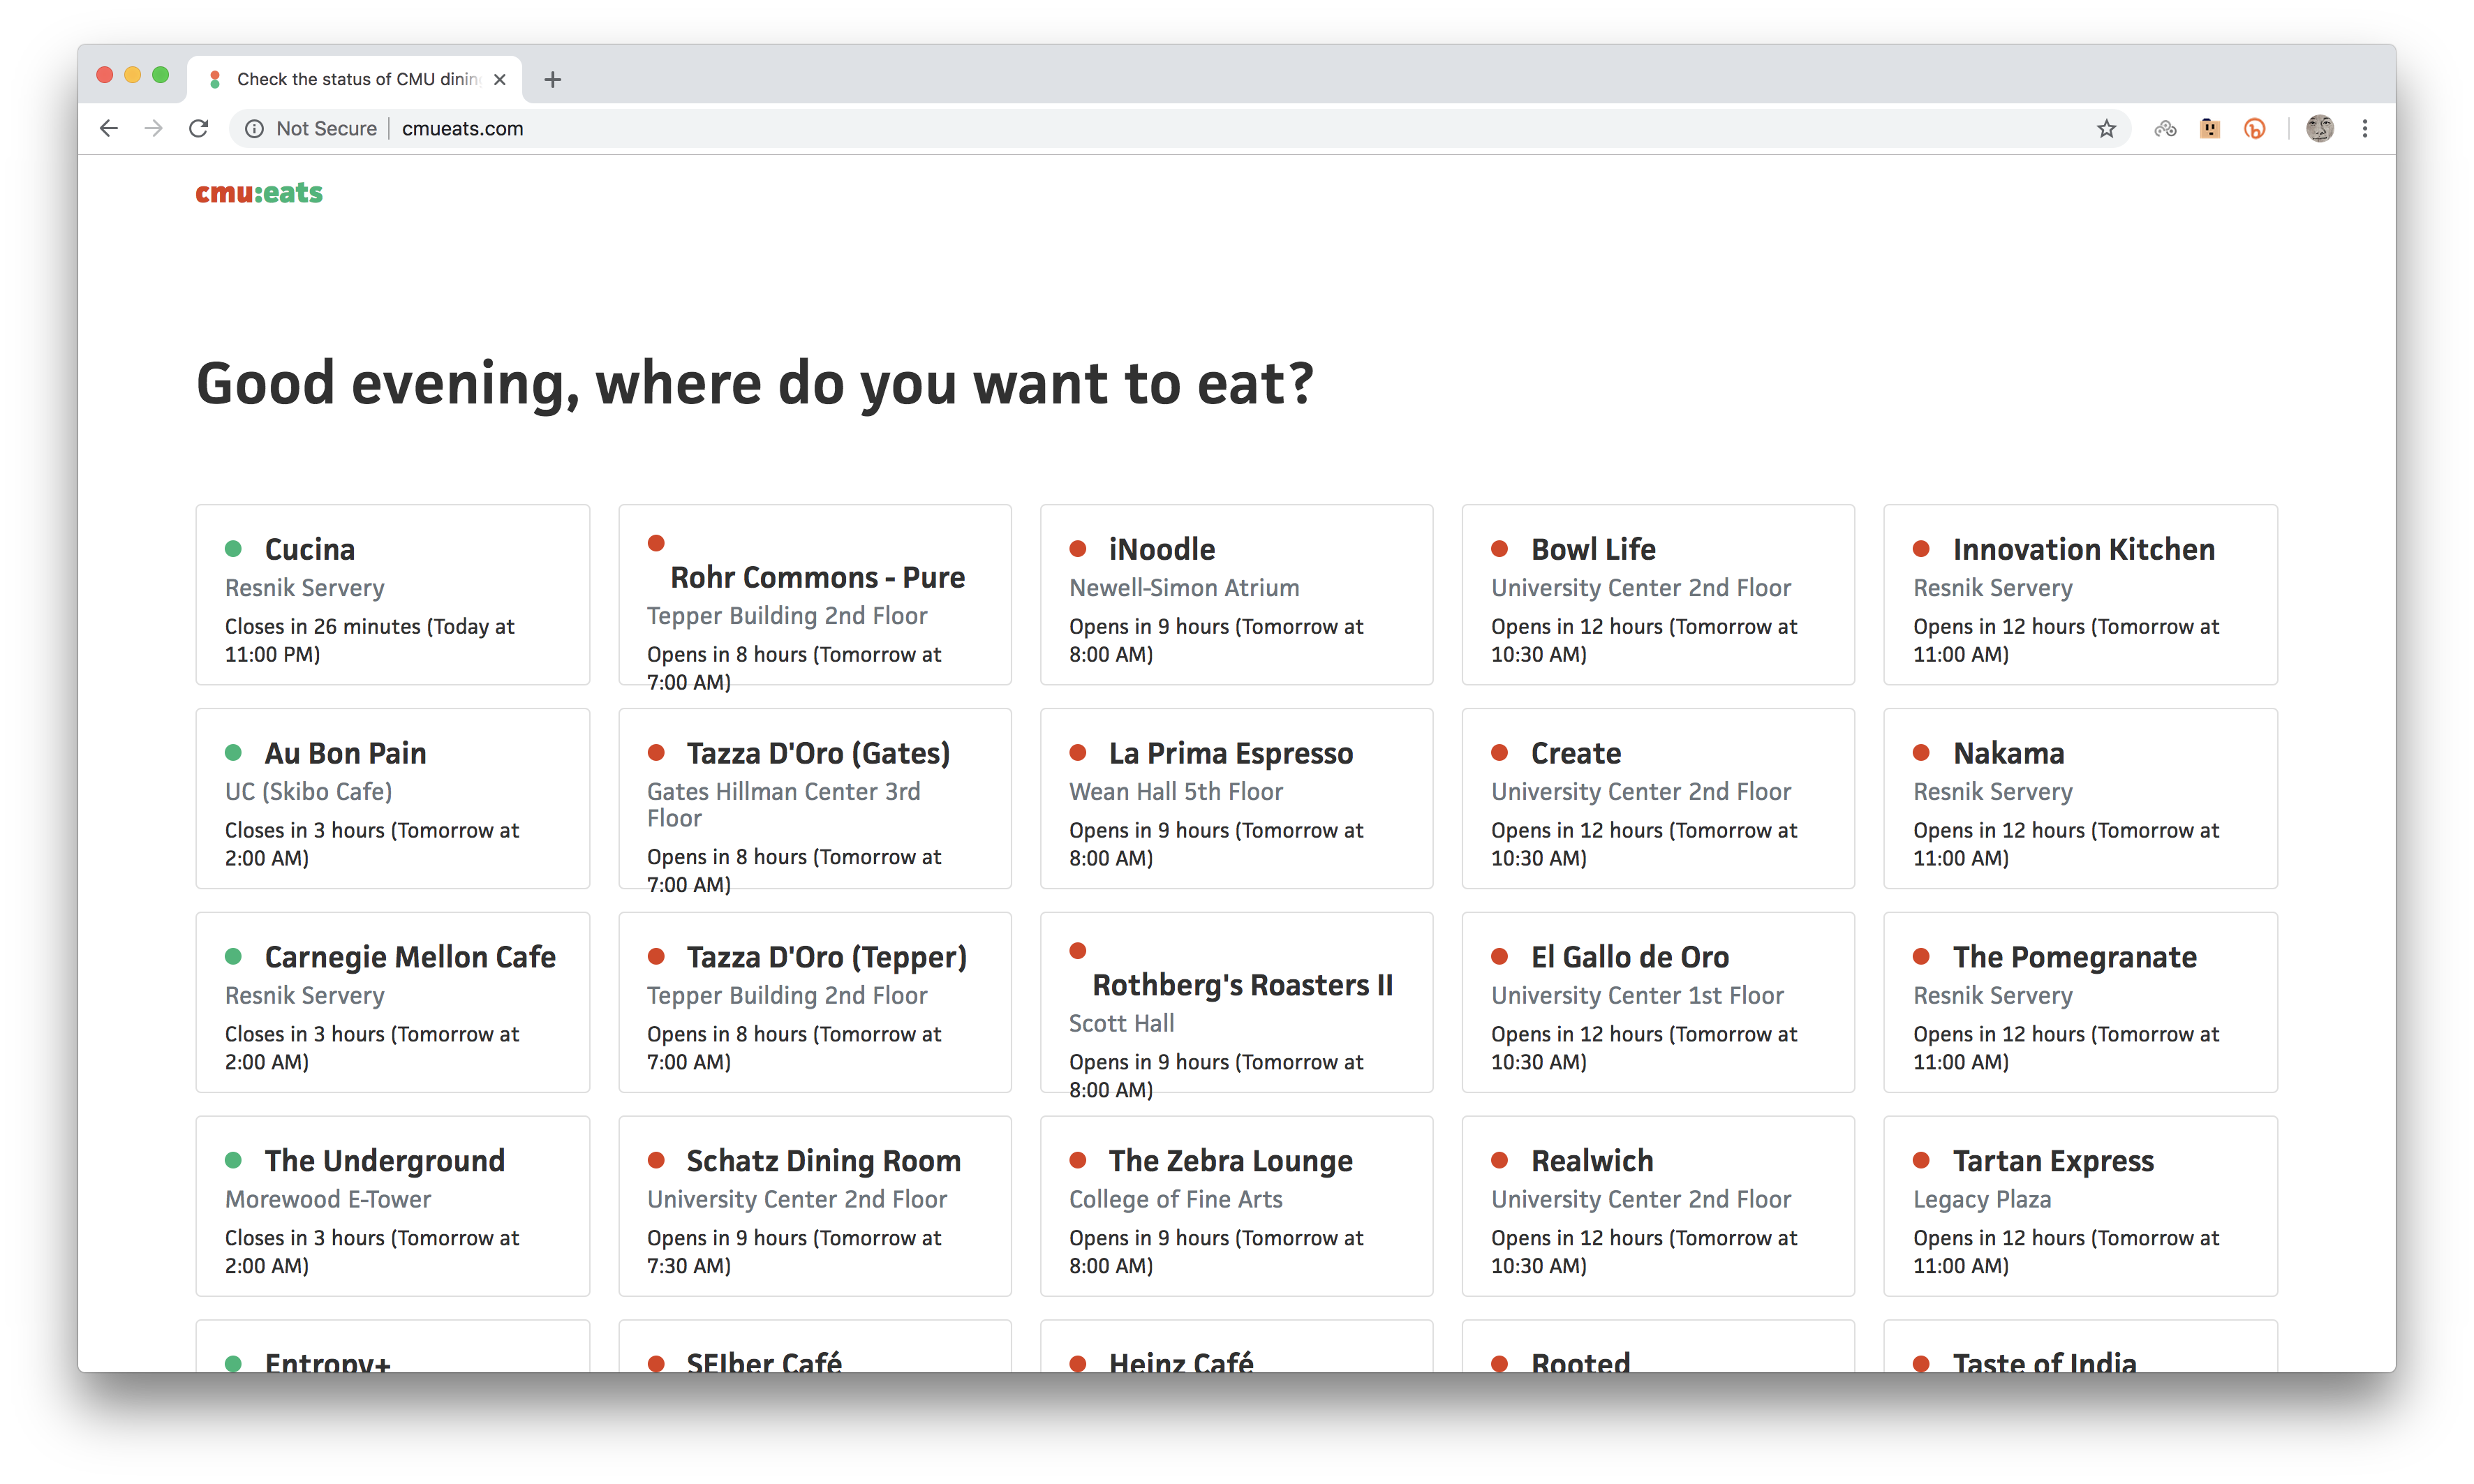 Check the status of CMU dining
Not Secure
cmueats.com
cmu:eats
Good evening, where do you want to eat?
Cucina
Resnik Servery
Closes in 26 minutes (Today at
11:00 PM)
Rohr Commons - Pure
Tepper Building 2nd Floor
Opens in 8 hours (Tomorrow at
7:00 AM)
iNoodle
Newell-Simon Atrium
Opens in 9 hours (Tomorrow at
8:00 AM)
Bowl Life
University Center 2nd Floor
Opens in 12 hours (Tomorrow at
10:30 AM)
Innovation Kitchen
Resnik Servery
Opens in 12 hours (Tomorrow at
11:00 AM)
Au Bon Pain
UC (Skibo Cafe)
Closes in 3 hours (Tomorrow at
2:00 AM)
Tazza D'Oro (Gates)
Gates Hillman Center 3rd
Floor
Opens in 8 hours (Tomorrow at
7:00 AM)
La Prima Espresso
Wean Hall 5th Floor
Opens in 9 hours (Tomorrow at
8:00 AM)
Create
University Center 2nd Floor
Opens in 12 hours (Tomorrow at
10:30 AM)
Nakama
Resnik Servery
Opens in 12 hours (Tomorrow at
11:00 AM)
Carnegie Mellon Cafe
Resnik Servery
Closes in 3 hours (Tomorrow at
2:00 AM)
Tazza D'Oro (Tepper)
Tepper Building 2nd Floor
Opens in 8 hours (Tomorrow at
7:00 AM)
Rothberg's Roasters II
Scott Hall
Opens in 9 hours (Tomorrow at
8:00 AM)
El Gallo de Oro
University Center 1st Floor
Opens in 12 hours (Tomorrow at
10:30 AM)
The Pomegranate
Resnik Servery
Opens in 12 hours (Tomorrow at
11:00 AM)
The Underground
Morewood E-Tower
Closes in 3 hours (Tomorrow at
2:00 AM)
Schatz Dining Room
University Center 2nd Floor
Opens in 9 hours (Tomorrow at
7:30 AM)
The Zebra Lounge
College of Fine Arts
Opens in 9 hours (Tomorrow at
8:00 AM)
Realwich
University Center 2nd Floor
Opens in 12 hours (Tomorrow at
10:30 AM)
Tartan Express
Legacy Plaza
Opens in 12 hours (Tomorrow at
11:00 AM)
Entropy+
SEIber Café
Heinz Café
Rooted
Taste of India